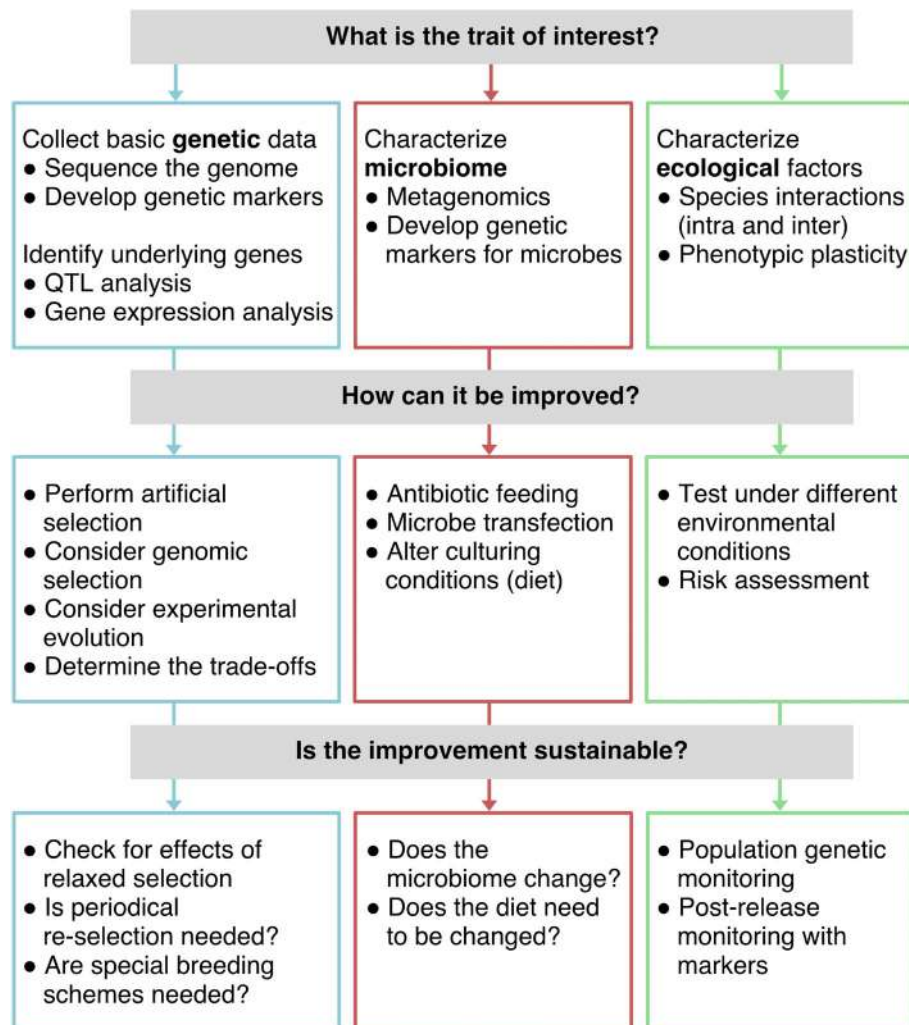 What is the trait of interest?
Collect basic genetic data
● Sequence the genome
● Develop genetic markers
Identify underlying genes
● QTL analysis
● Gene expression analysis
Characterize
microbiome
● Metagenomics
● Develop genetic
markers for microbes
Characterize
ecological factors
● Species interactions
(intra and inter)
● Phenotypic plasticity
How can it be improved?
● Perform artificial
selection
● Consider genomic
selection
● Consider experimental
evolution
● Determine the trade-offs
● Antibiotic feeding
● Microbe transfection
● Alter culturing
conditions (diet)
● Test under different
environmental
conditions
● Risk assessment
Is the improvement sustainable?
● Check for effects of
relaxed selection
● Is periodical
re-selection needed?
● Are special breeding
schemes needed?
● Does the
microbiome change?
● Does the diet need
to be changed?
● Population genetic
monitoring
● Post-release
monitoring with
markers